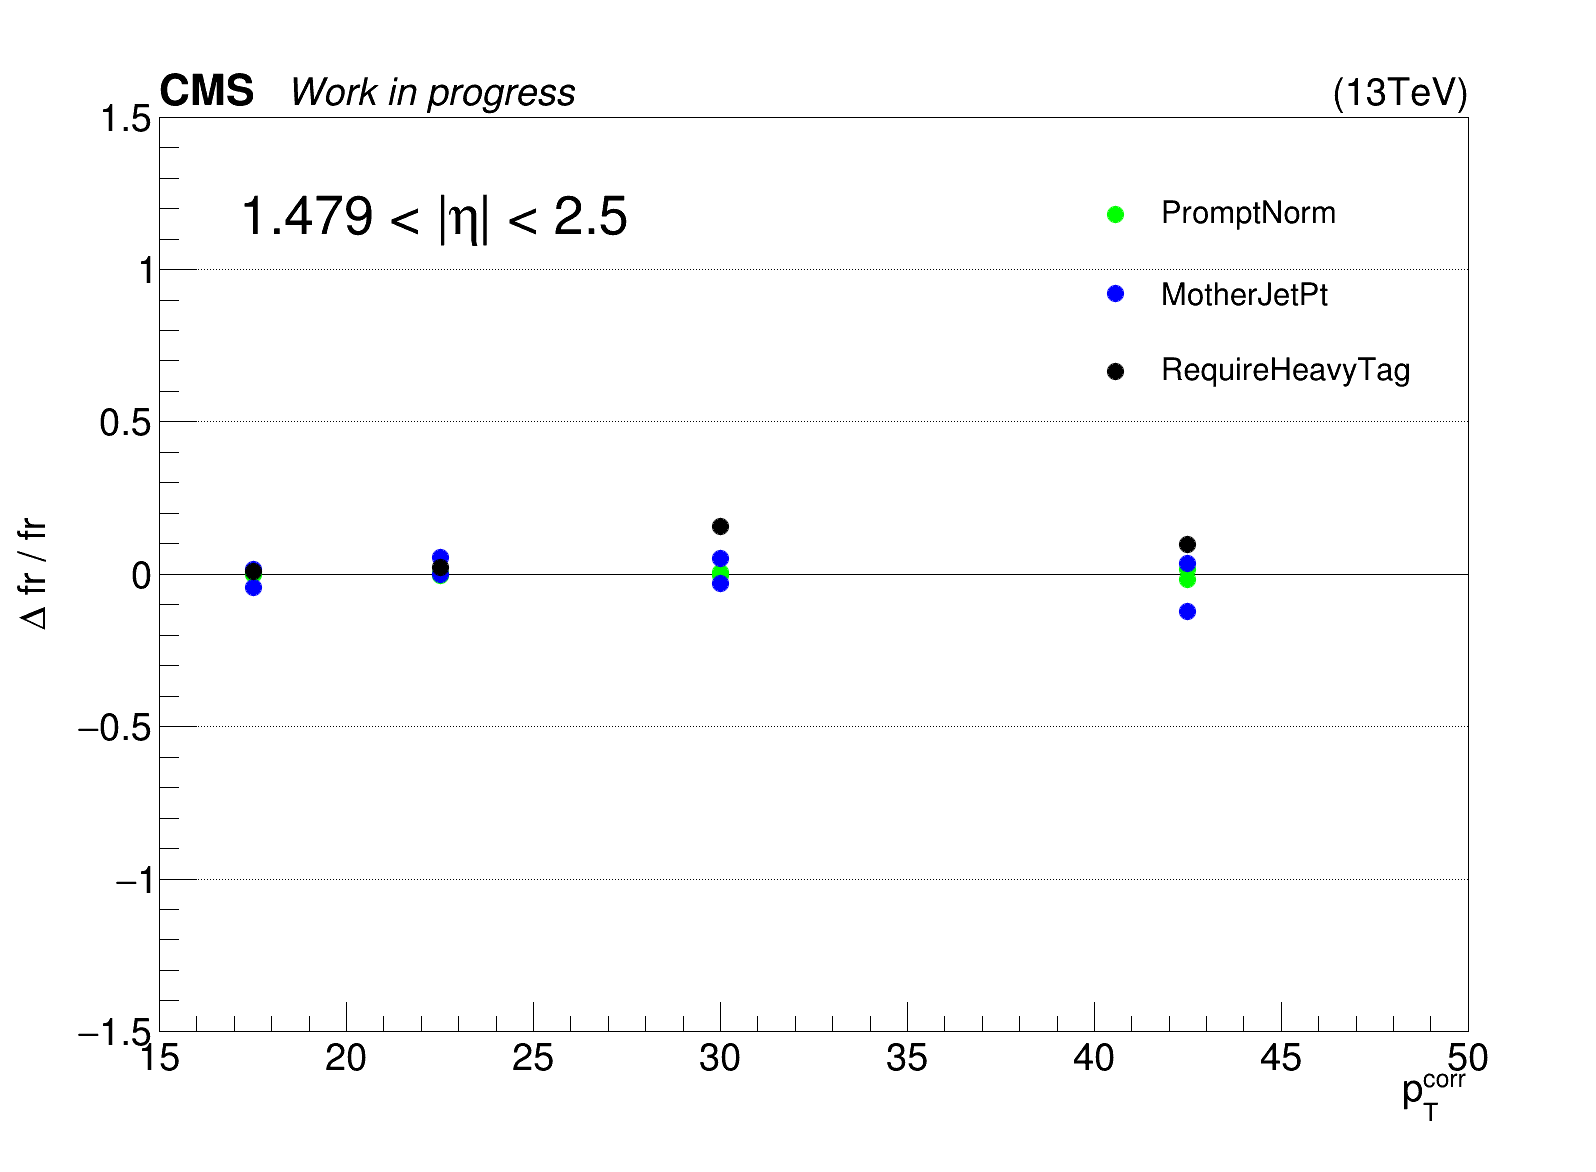 CMS Work in progress (13TeV)
1.479 < |η| < 2.5
PromptNorm
MotherJetPt
RequireHeavyTag
Δ fr / fr
1.5
1
0.5
0
−0.5
−1
−1.5
15 20 25 30 35 40 45 50
p_T^corr